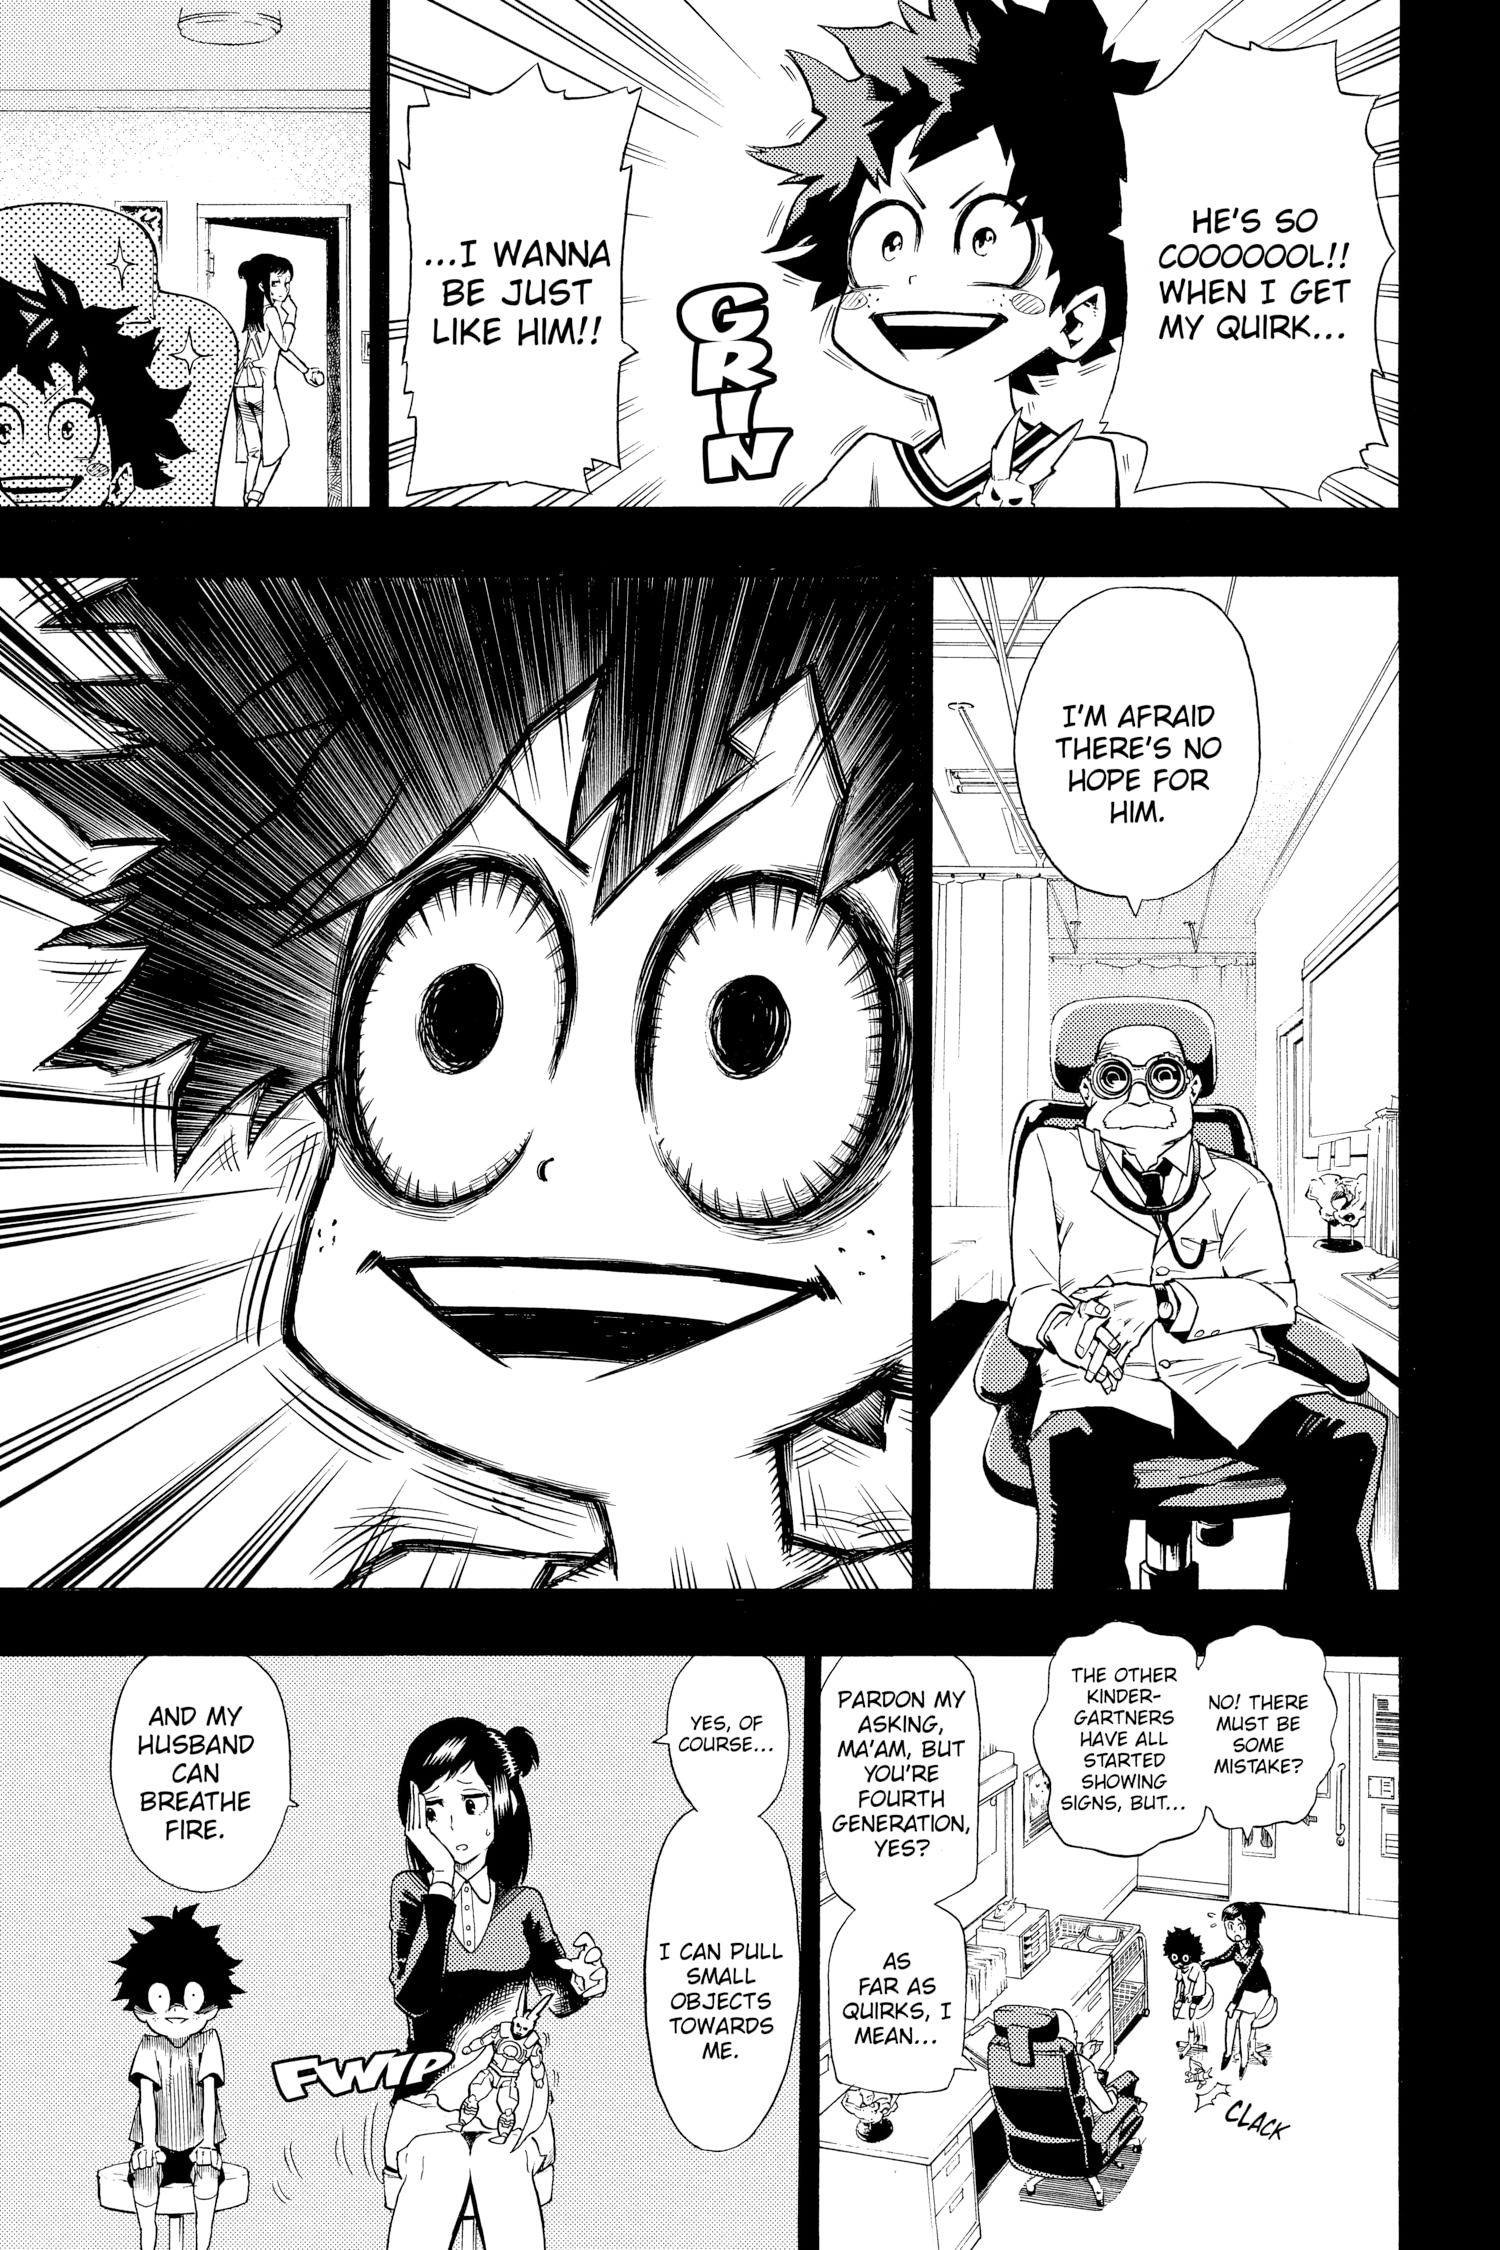 HE'S SO
COOOOOOL!!
WHEN I GET
MY QUIRK...
GRIN
...I WANNA
BE JUST
LIKE HIM!!
I'M AFRAID
THERE'S NO
HOPE FOR
HIM.
NO! THERE
MUST BE
SOME
MISTAKE?
THE OTHER
KINDER-
GARTNERS
HAVE ALL
STARTED
SHOWING
SIGNS, BUT...
PARDON MY
ASKING,
MA'AM, BUT
YOU'RE
FOURTH
GENERATION,
YES?
AS
FAR AS
QUIRKS, I
MEAN...
CLACK
YES, OF
COURSE...
I CAN PULL
SMALL
OBJECTS
TOWARDS
ME.
FWIP
AND MY
HUSBAND
CAN
BREATHE
FIRE.